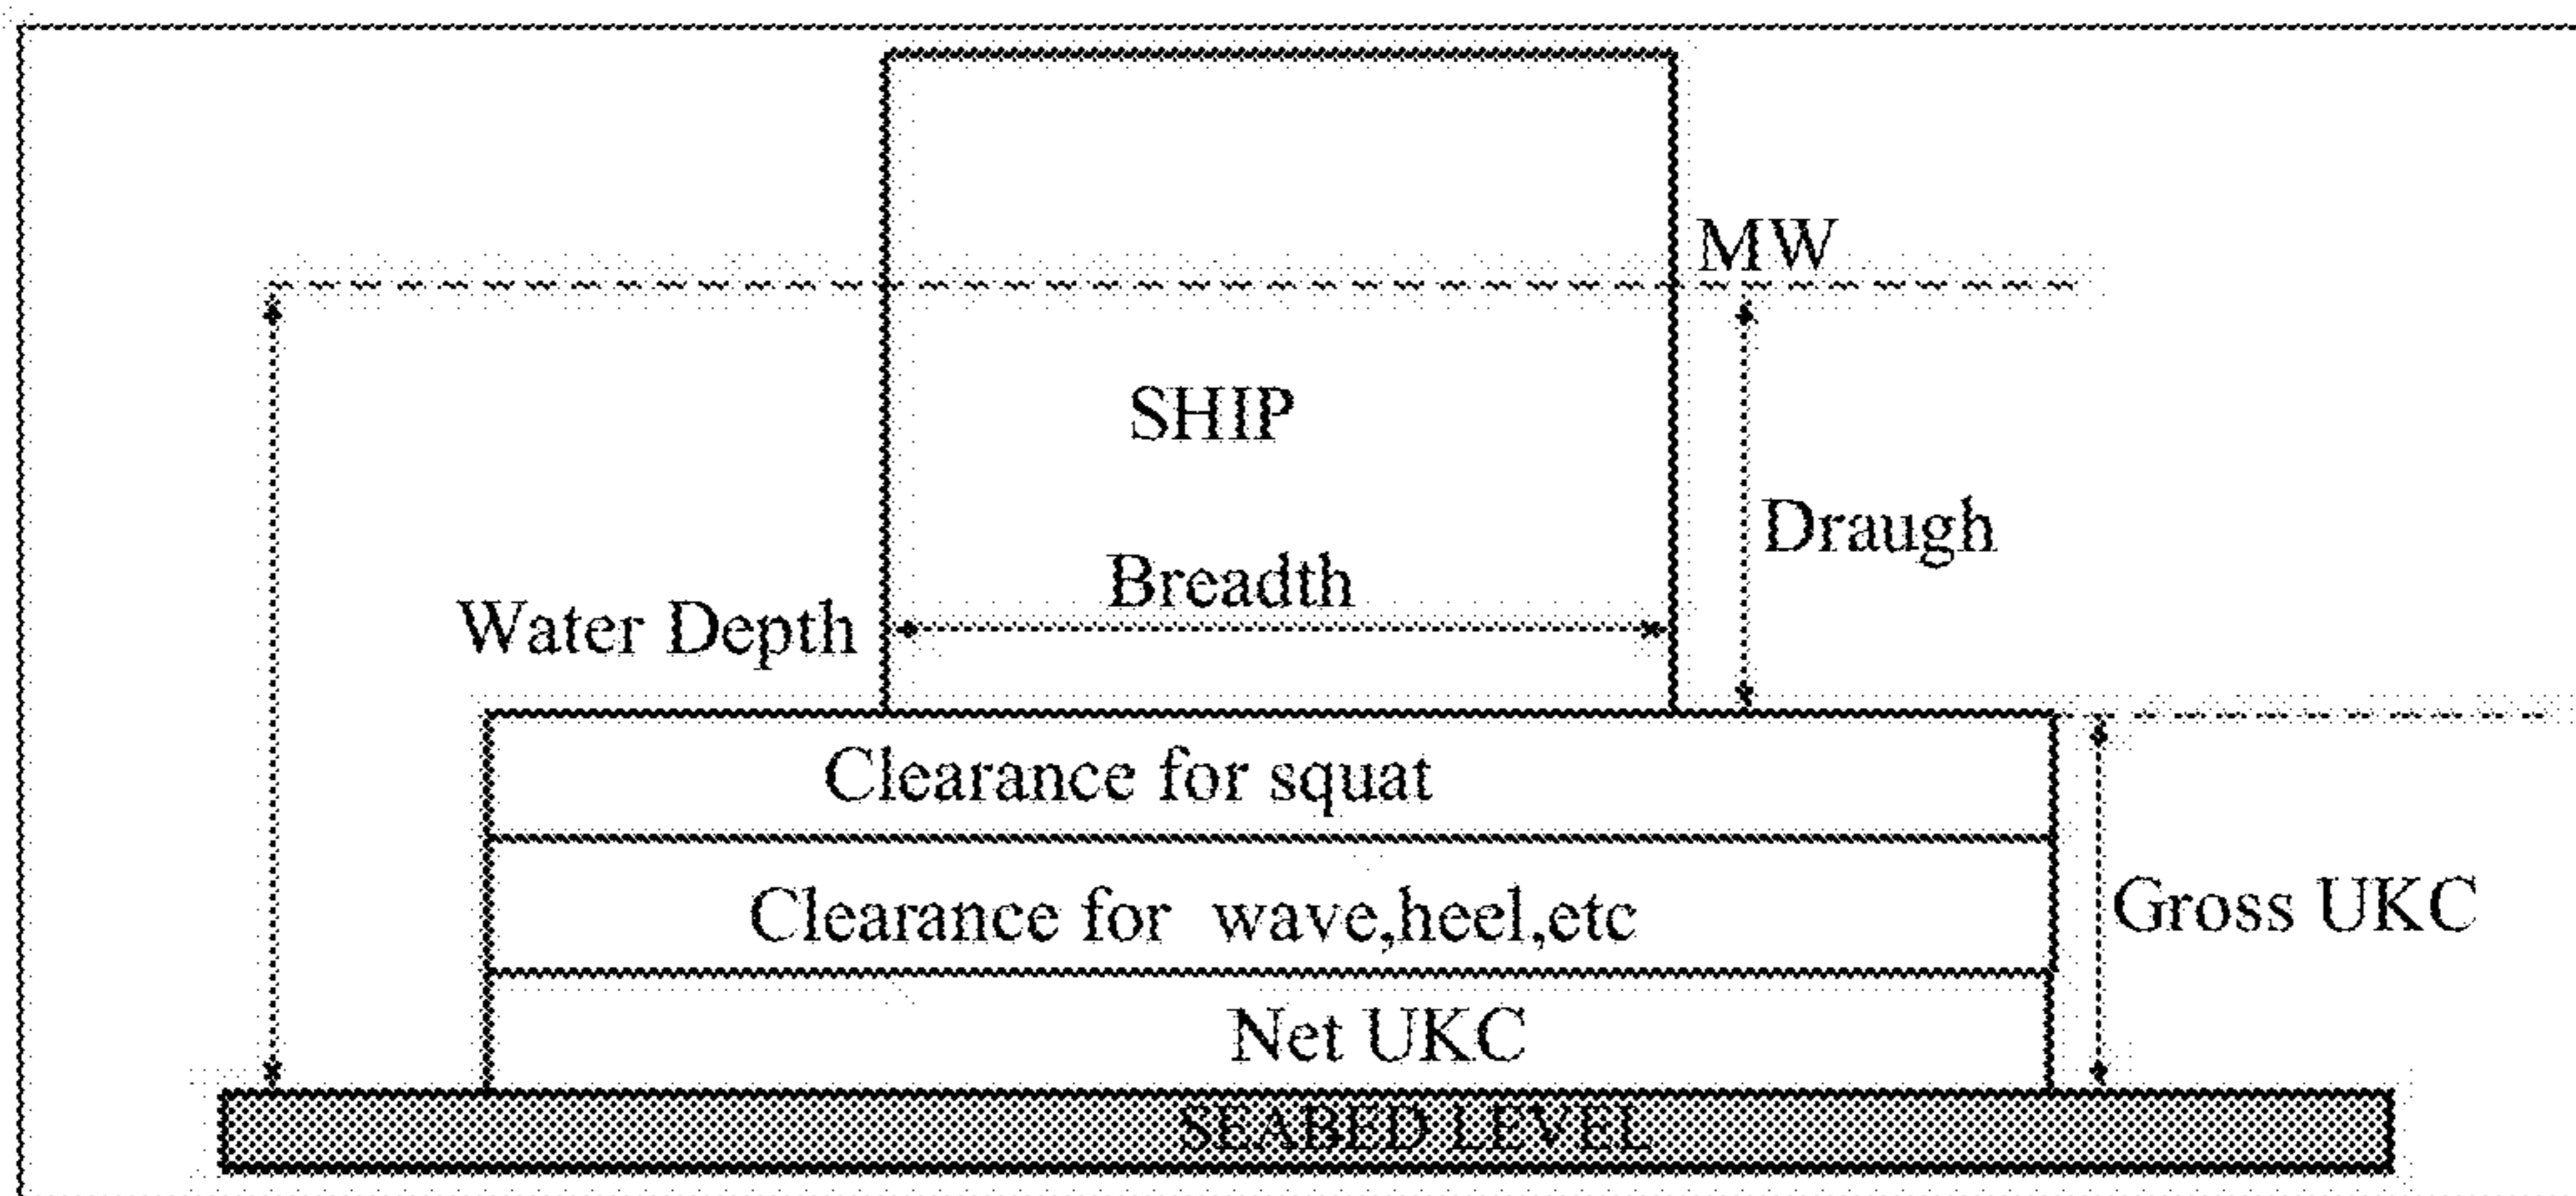 MW
SHIP
Draugh
Breadth
Water Depth
Clearance for squat
Clearance for wave,heel,etc
Gross UKC
Net UKC
SEABED LEVEL